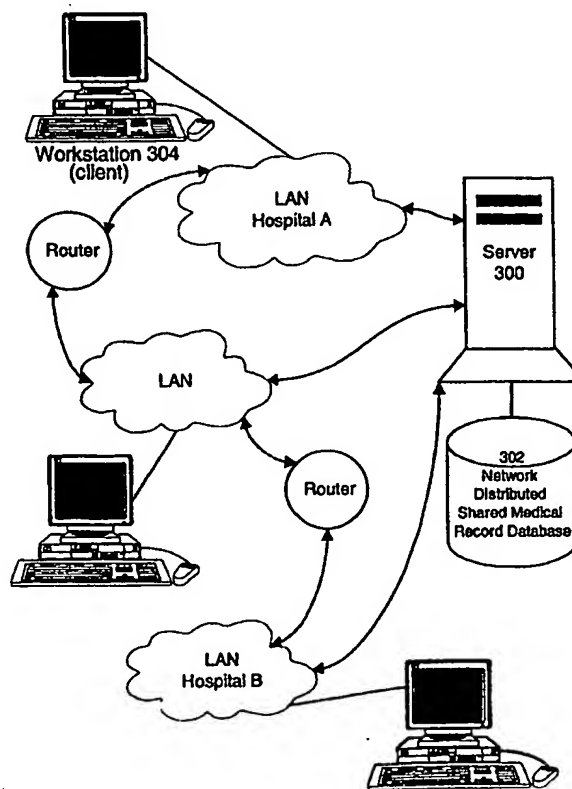 Workstation 304
(client)
LAN
Hospital A
Router
Server
300
LAN
302
Network
Distributed
Shared Medical
Record Database
Router
LAN
Hospital B